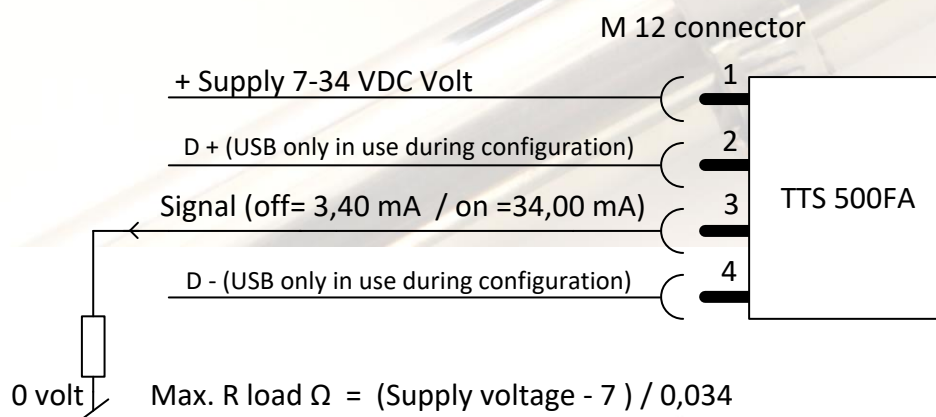 M 12 connector
+ Supply 7-34 VDC Volt
1
D + (USB only in use during configuration)
2
Signal (off= 3,40 mA / on =34,00 mA)
3
TTS 500FA
D - (USB only in use during configuration)
4
0 volt
Max. R load Ω = (Supply voltage - 7 ) / 0,034